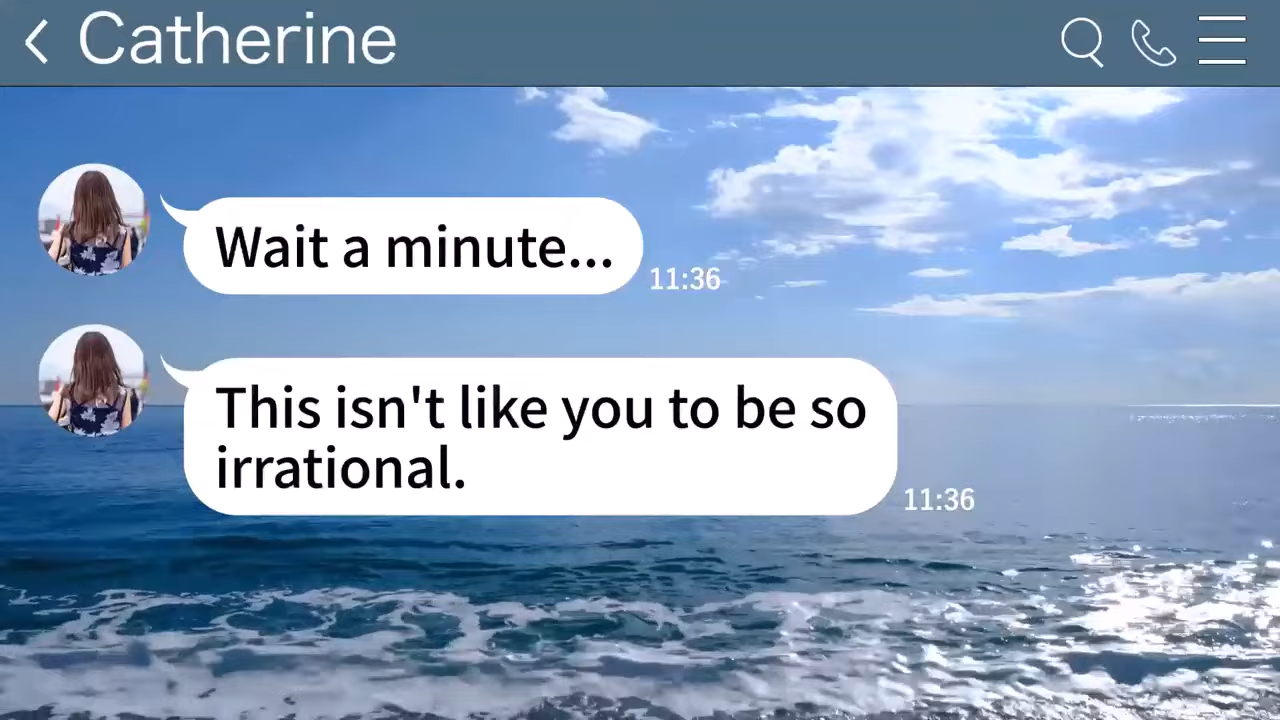 Catherine
Wait a minute...
11:36
This isn't like you to be so
irrational.
11:36